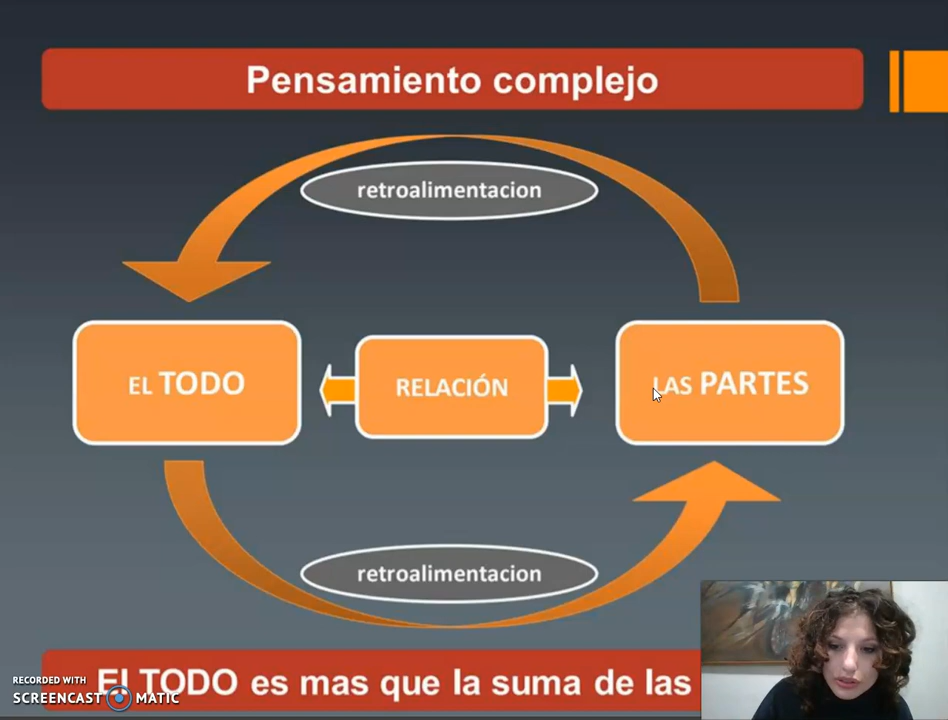 Pensamiento complejo
retroalimentacion
EL TODO
RELACIÓN
LAS PARTES
retroalimentacion
El TODO es mas que la suma de las
RECORDED WITH
SCREENCAST MATIC